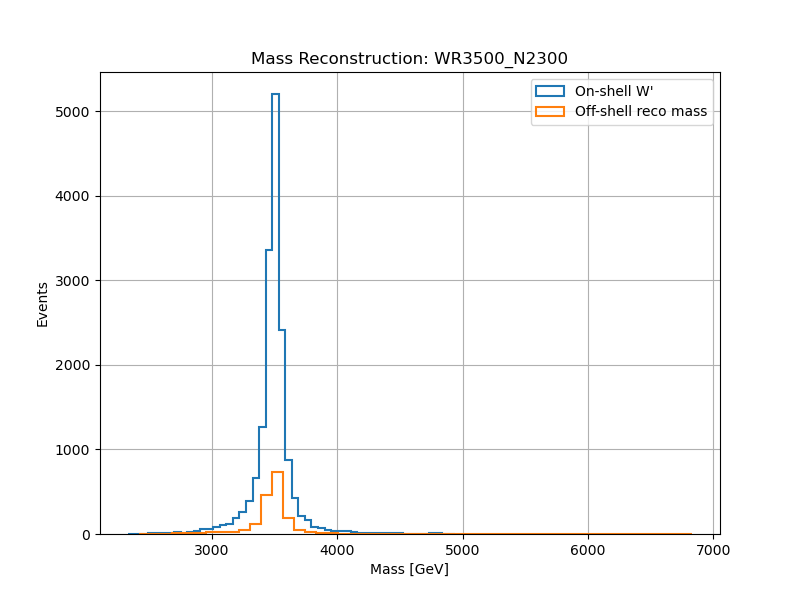 Mass Reconstruction: WR3500_N2300
On-shell W'
Off-shell reco mass
5000
4000
3000
2000
1000
0
Events
3000 4000 5000 6000 7000
Mass [GeV]